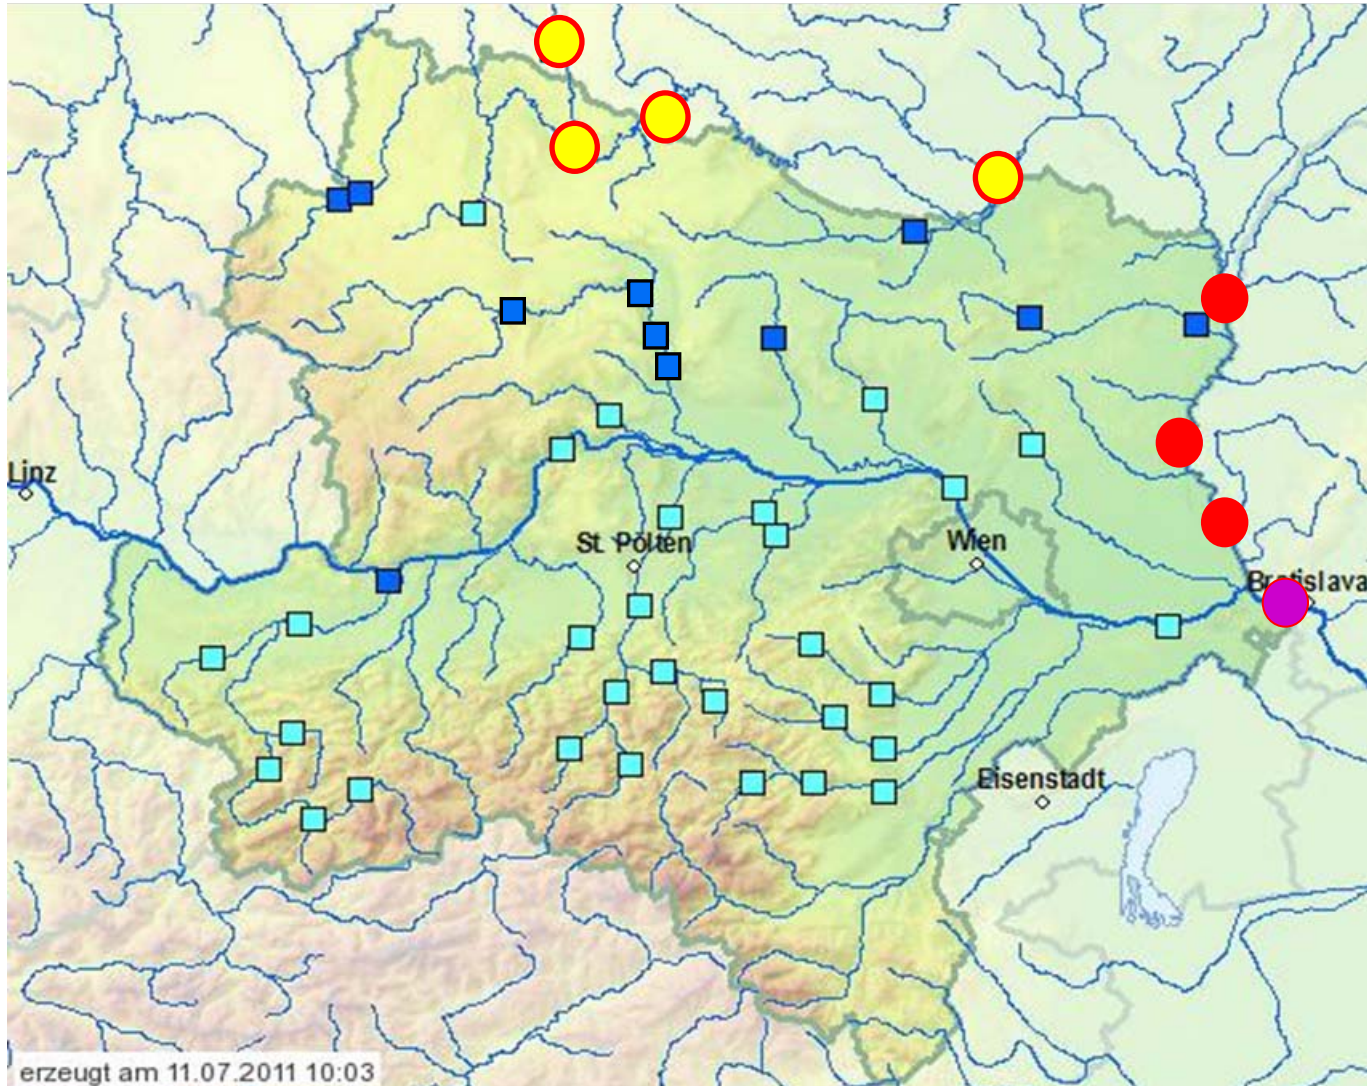 Linz
St. Pölten
Wien
Bratislava
Eisenstadt
erzeugt am 11.07.2011 10:03